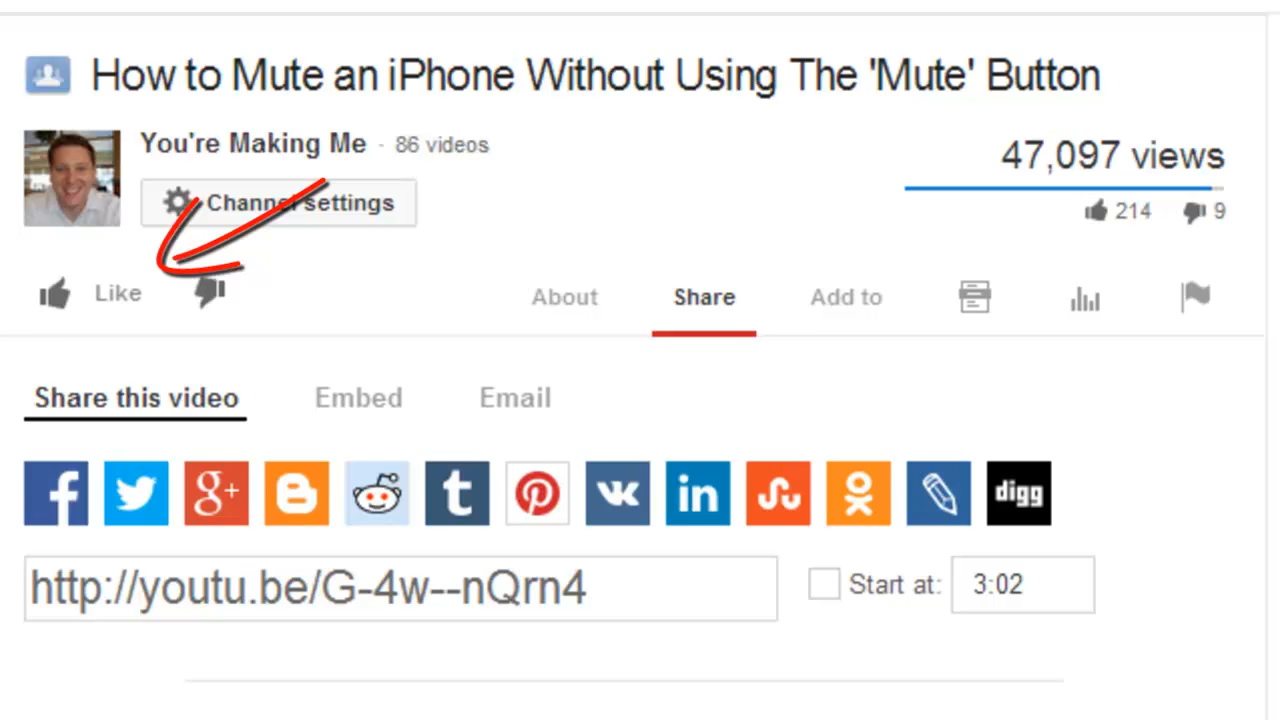 How to Mute an iPhone Without Using The 'Mute' Button
You're Making Me · 86 videos
Channel settings
47,097 views
214 9
Like
About Share Add to
Share this video Embed Email
f g+ B t P VK in digg
http://youtu.be/G-4w--nQrn4 Start at: 3:02